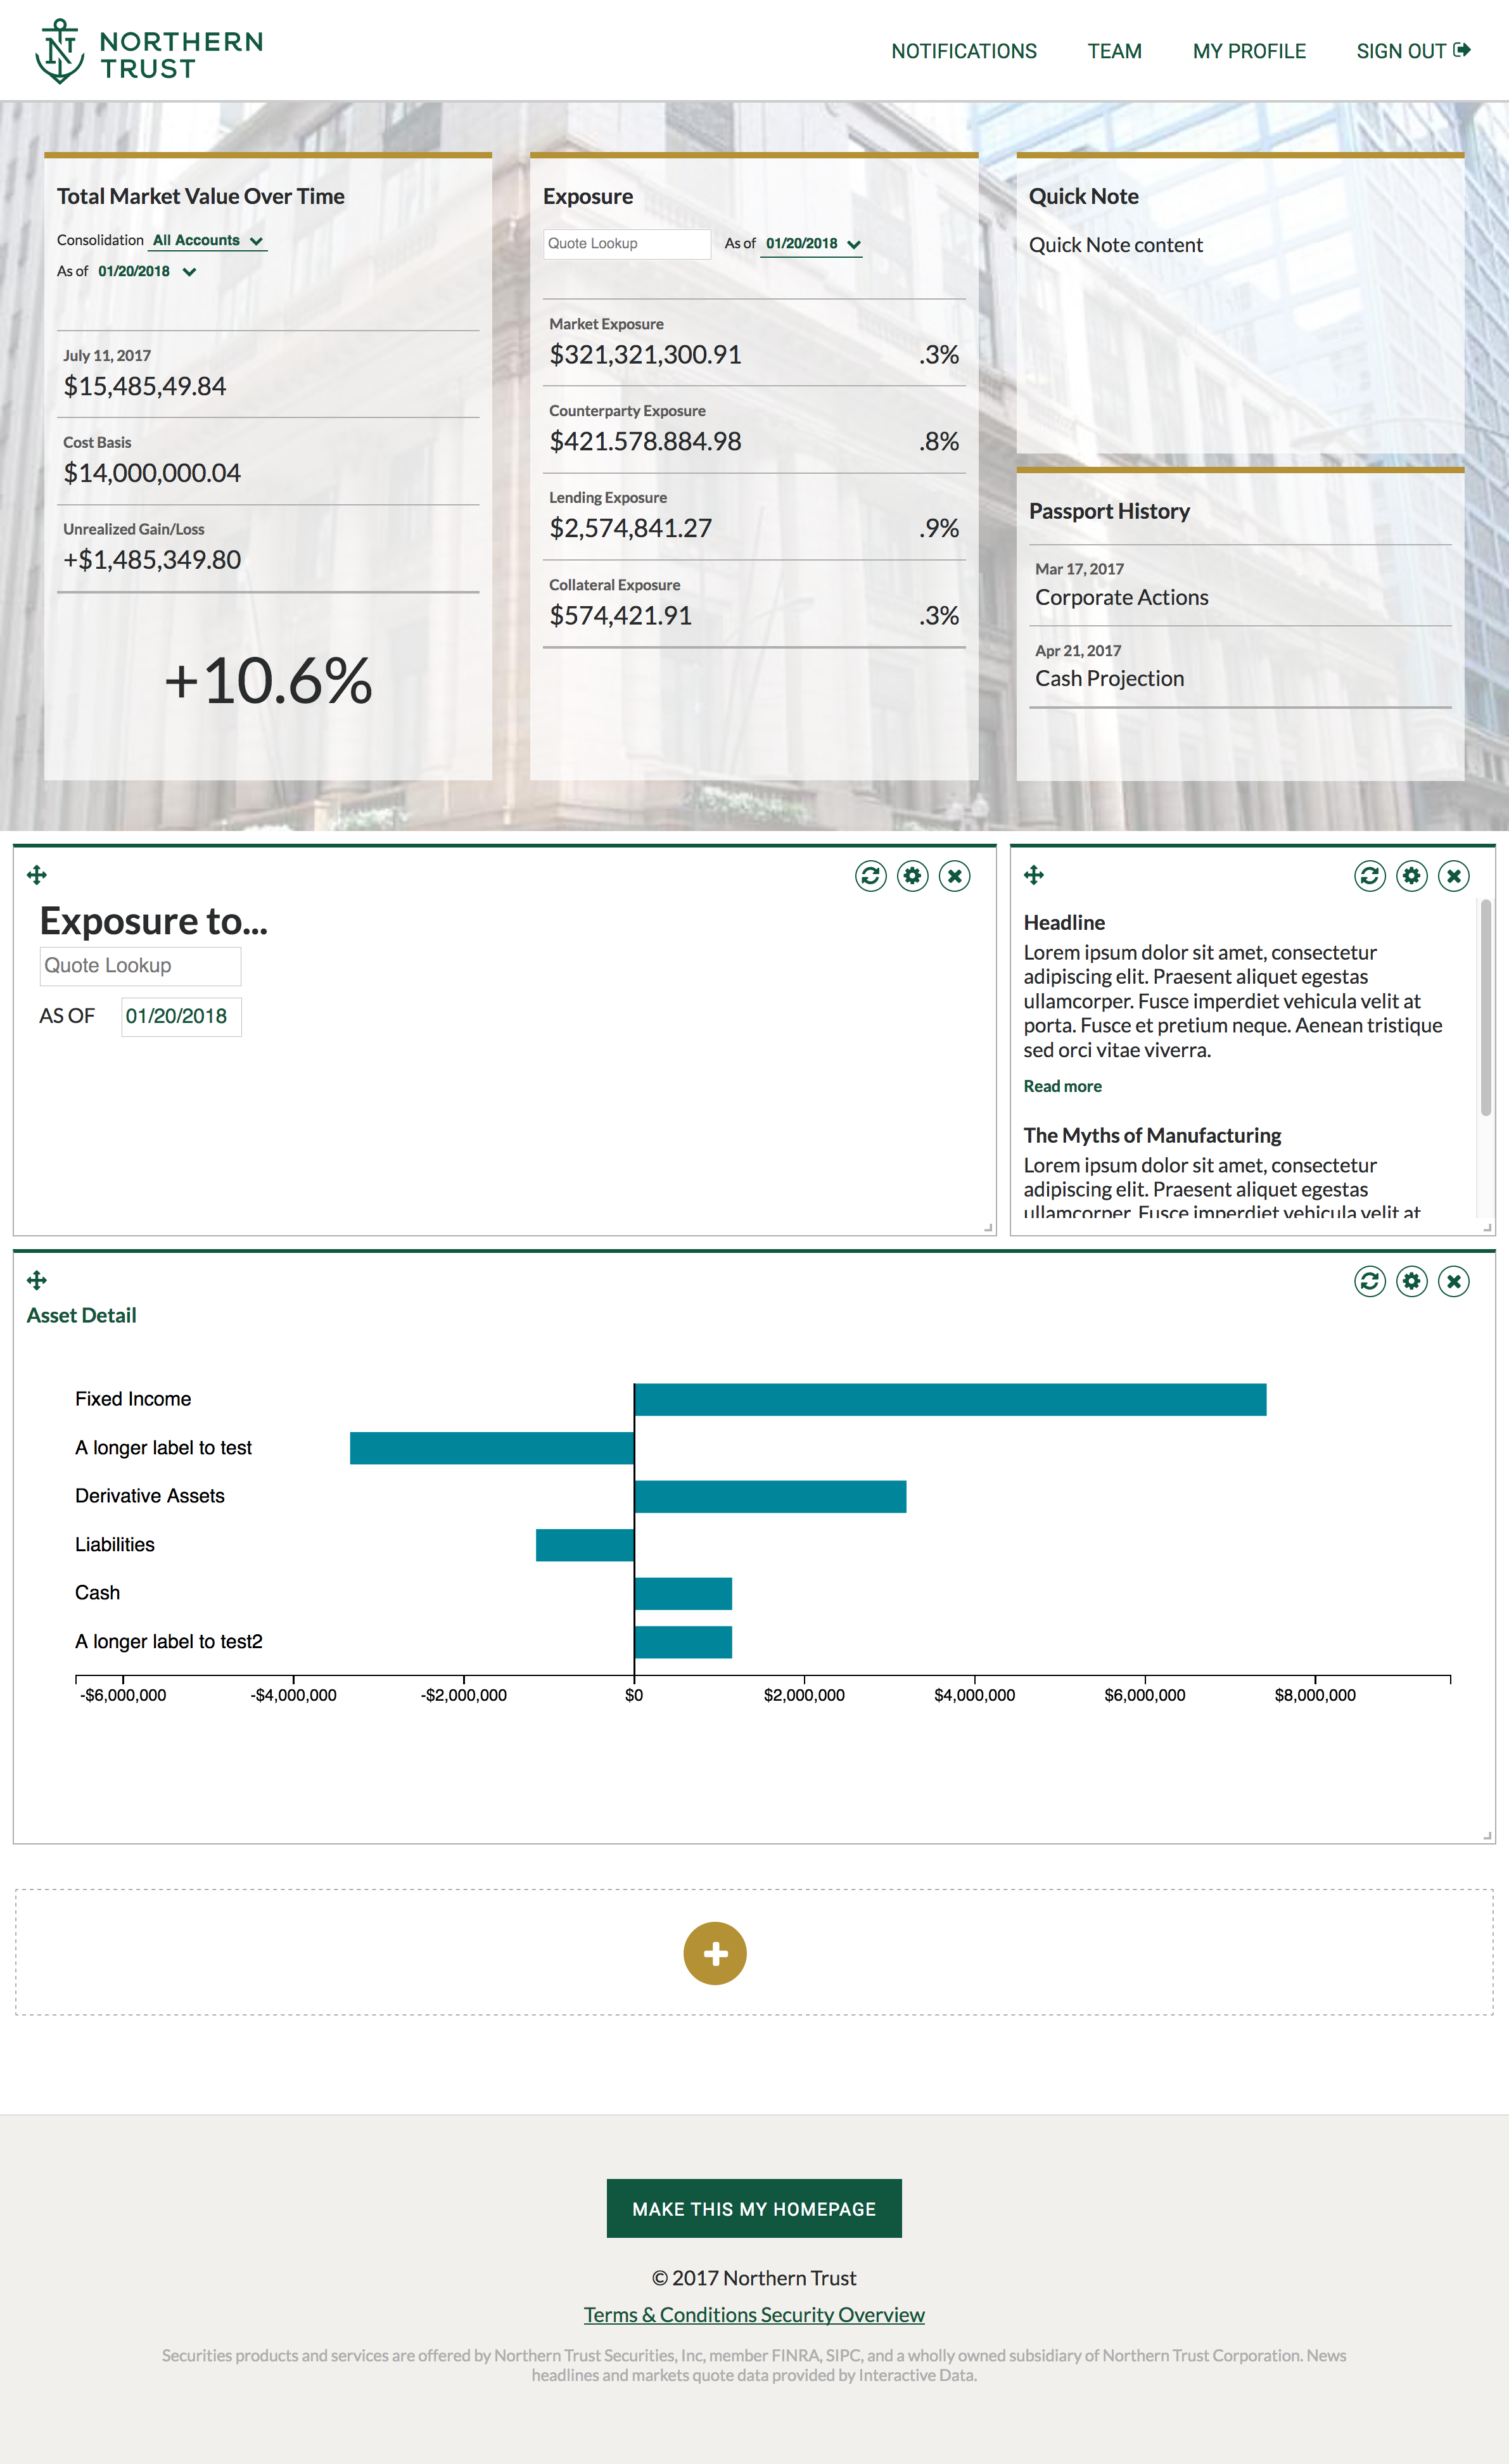 NORTHERN
TRUST
NOTIFICATIONS
TEAM
MY PROFILE
SIGN OUT
Total Market Value Over Time
Consolidation All Accounts
As of 01/20/2018
July 11, 2017
$15,485,49.84
Cost Basis
$14,000,000.04
Unrealized Gain/Loss
+$1,485,349.80
+10.6%
Exposure
Quote Lookup As of 01/20/2018
Market Exposure
$321,321,300.91 .3%
Counterparty Exposure
$421.578.884.98 .8%
Lending Exposure
$2,574,841.27 .9%
Collateral Exposure
$574,421.91 .3%
Quick Note
Quick Note content
Passport History
Mar 17, 2017
Corporate Actions
Apr 21, 2017
Cash Projection
Exposure to...
Quote Lookup
AS OF 01/20/2018
Headline
Lorem ipsum dolor sit amet, consectetur
adipiscing elit. Praesent aliquet egestas
ullamcorper. Fusce imperdiet vehicula velit at
porta. Fusce et pretium neque. Aenean tristique
sed orci vitae viverra.
Read more
The Myths of Manufacturing
Lorem ipsum dolor sit amet, consectetur
adipiscing elit. Praesent aliquet egestas
ullamcorper. Fusce imperdiet vehicula velit at
Asset Detail
Fixed Income
A longer label to test
Derivative Assets
Liabilities
Cash
A longer label to test2
-$6,000,000 -$4,000,000 -$2,000,000 $0 $2,000,000 $4,000,000 $6,000,000 $8,000,000
MAKE THIS MY HOMEPAGE
© 2017 Northern Trust
Terms & Conditions Security Overview
Securities products and services are offered by Northern Trust Securities, Inc, member FINRA, SIPC, and a wholly owned subsidiary of Northern Trust Corporation. News
headlines and markets quote data provided by Interactive Data.